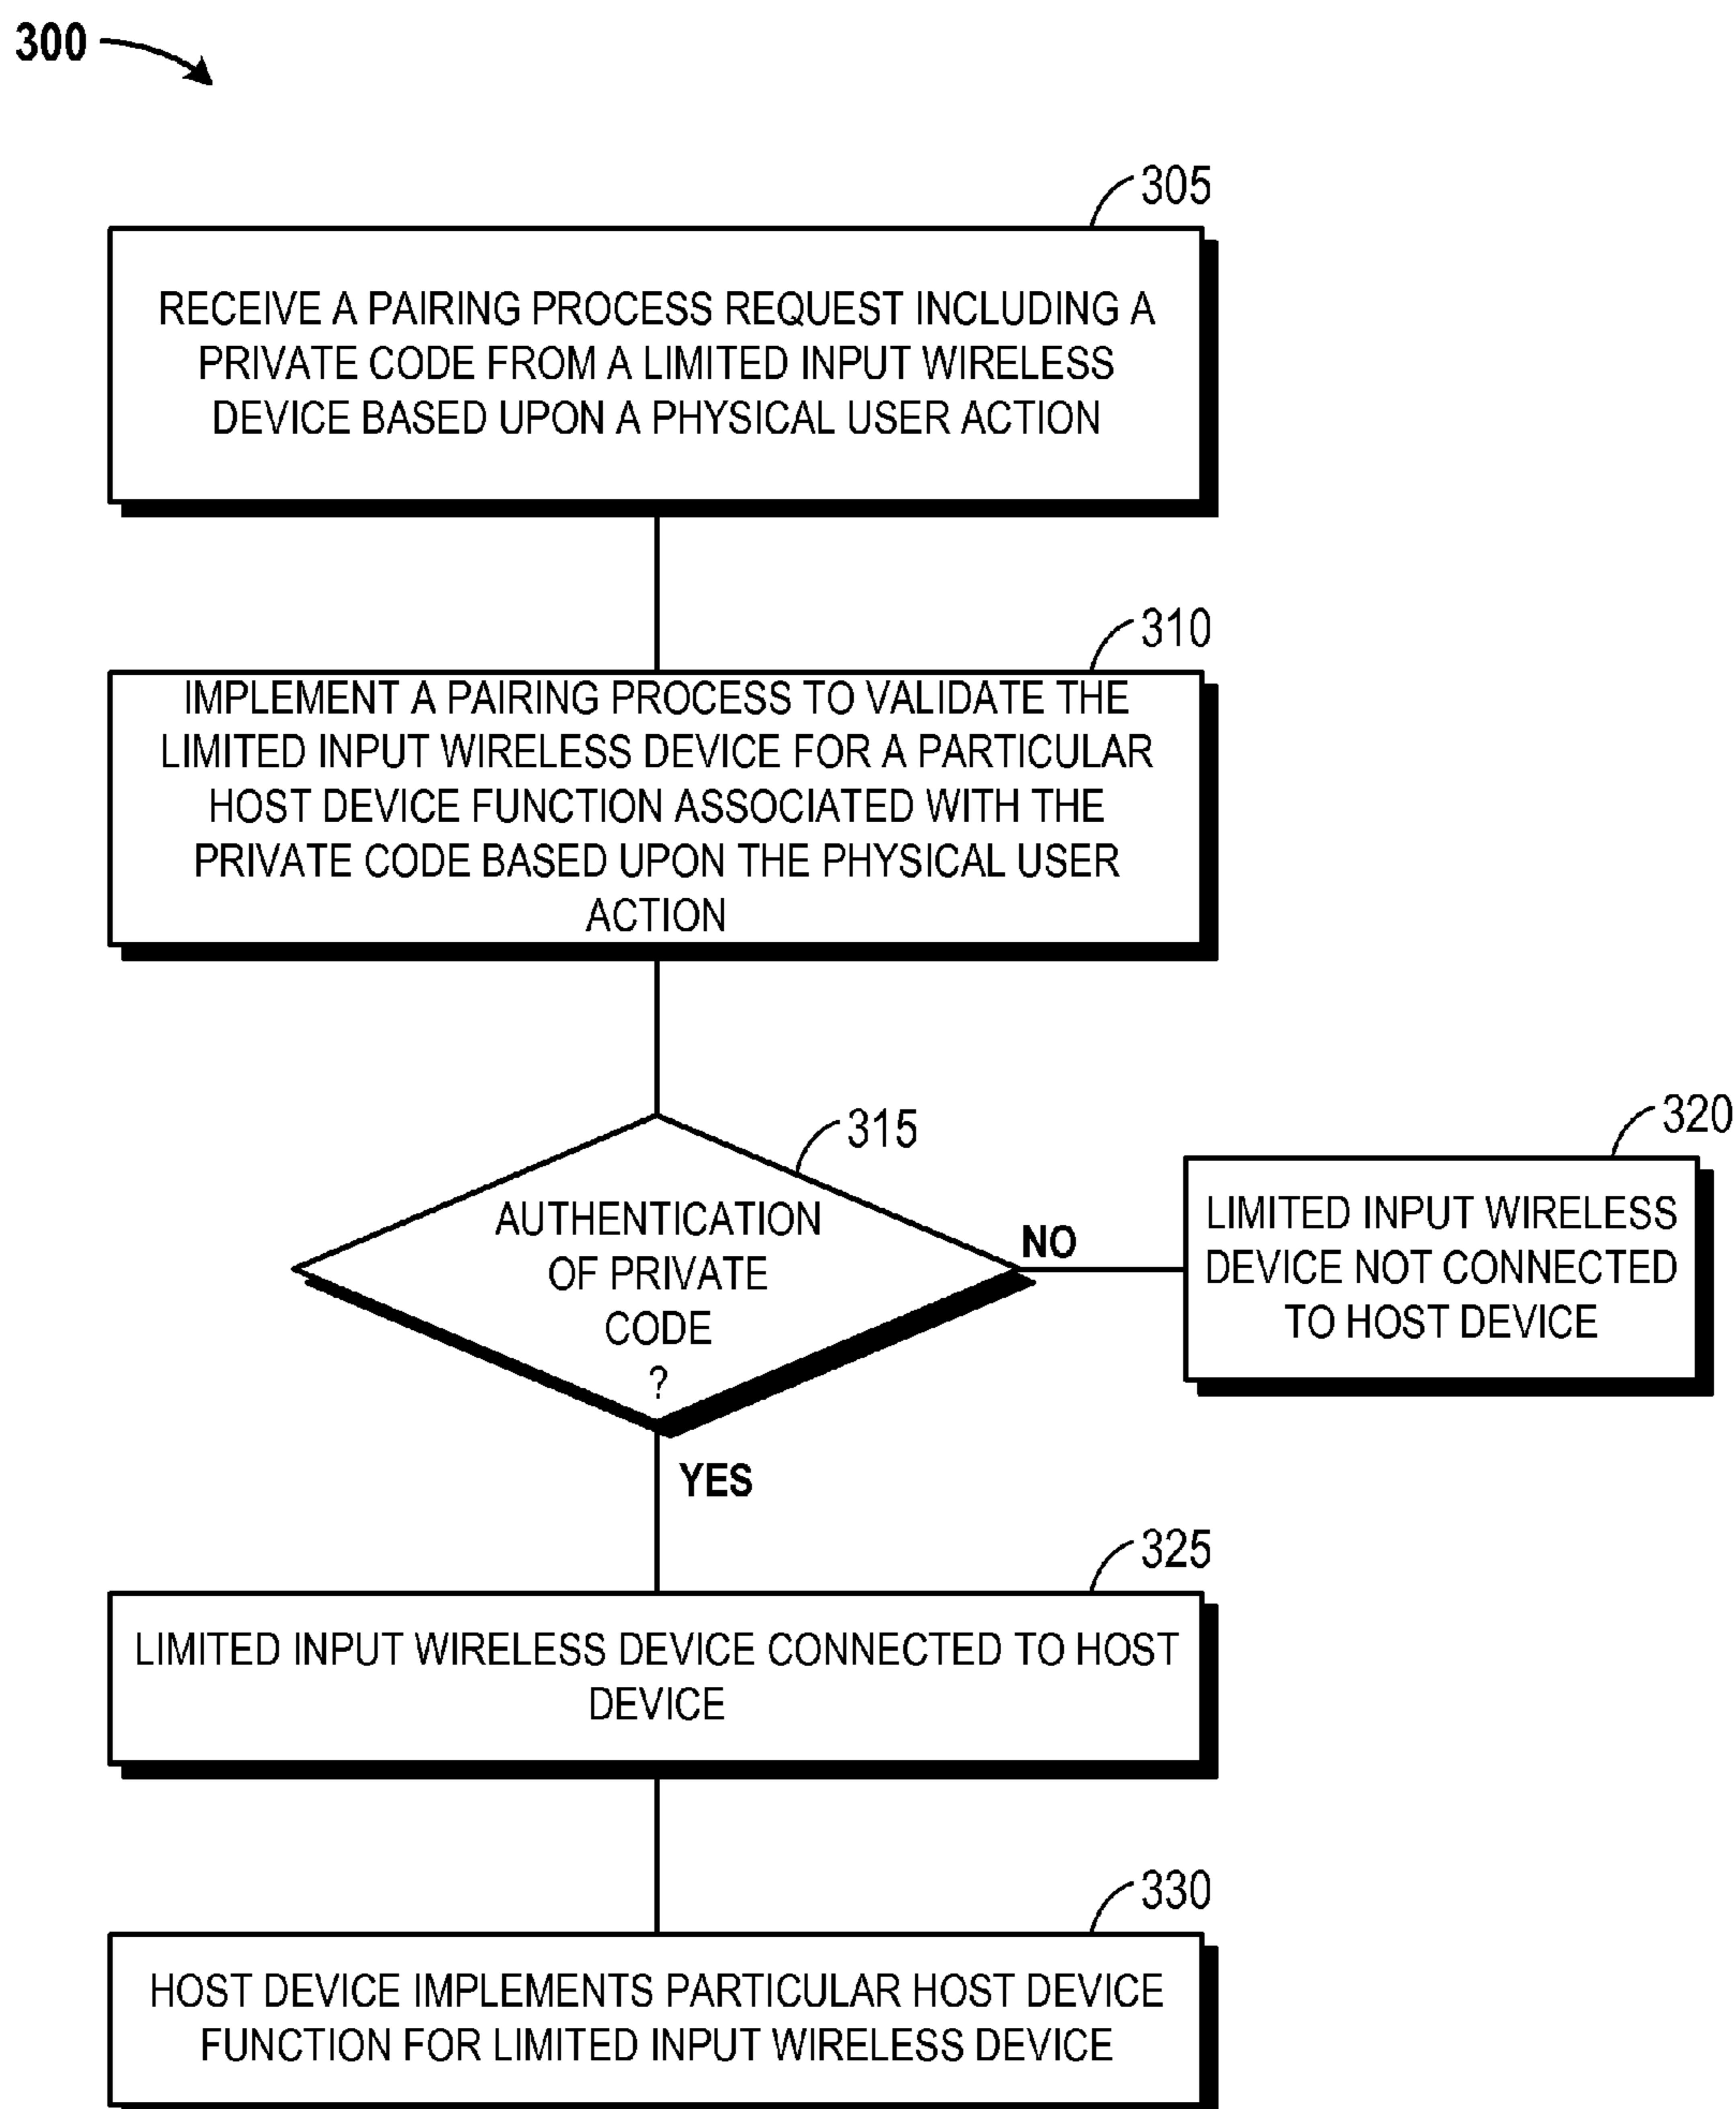 300
305
RECEIVE A PAIRING PROCESS REQUEST INCLUDING A
PRIVATE CODE FROM A LIMITED INPUT WIRELESS
DEVICE BASED UPON A PHYSICAL USER ACTION
310
IMPLEMENT A PAIRING PROCESS TO VALIDATE THE
LIMITED INPUT WIRELESS DEVICE FOR A PARTICULAR
HOST DEVICE FUNCTION ASSOCIATED WITH THE
PRIVATE CODE BASED UPON THE PHYSICAL USER
ACTION
315
AUTHENTICATION
OF PRIVATE
CODE
?
NO
320
LIMITED INPUT WIRELESS
DEVICE NOT CONNECTED
TO HOST DEVICE
YES
325
LIMITED INPUT WIRELESS DEVICE CONNECTED TO HOST
DEVICE
330
HOST DEVICE IMPLEMENTS PARTICULAR HOST DEVICE
FUNCTION FOR LIMITED INPUT WIRELESS DEVICE